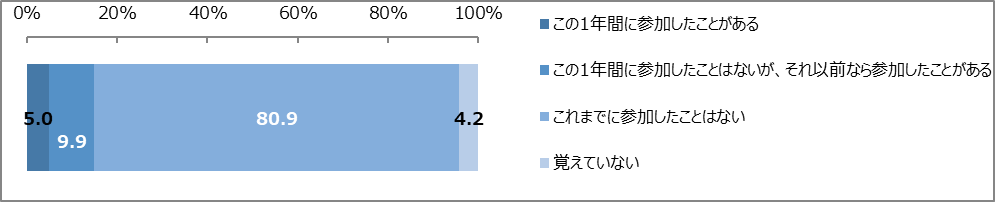 0% 20% 40% 60% 80% 100%
5.0 9.9 80.9 4.2
この1年間に参加したことがある
この1年間に参加したことはないが、それ以前なら参加したことがある
これまでに参加したことはない
覚えていない